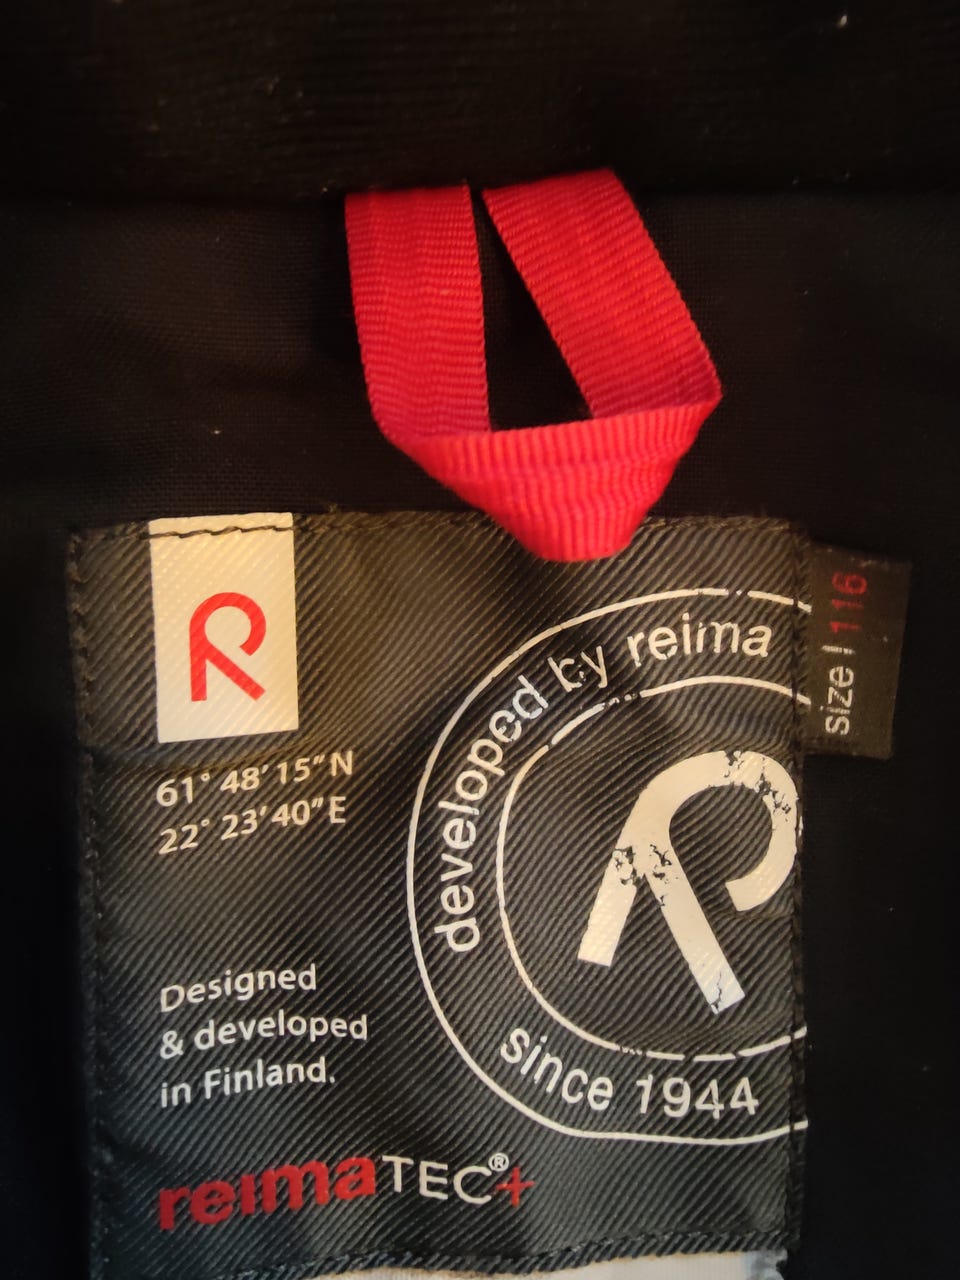 R
61° 48' 15" N
22° 23' 40" E
Designed
& developed
in Finland.
reimaTEC®+
developed by reima
R
since 1944
size | 116